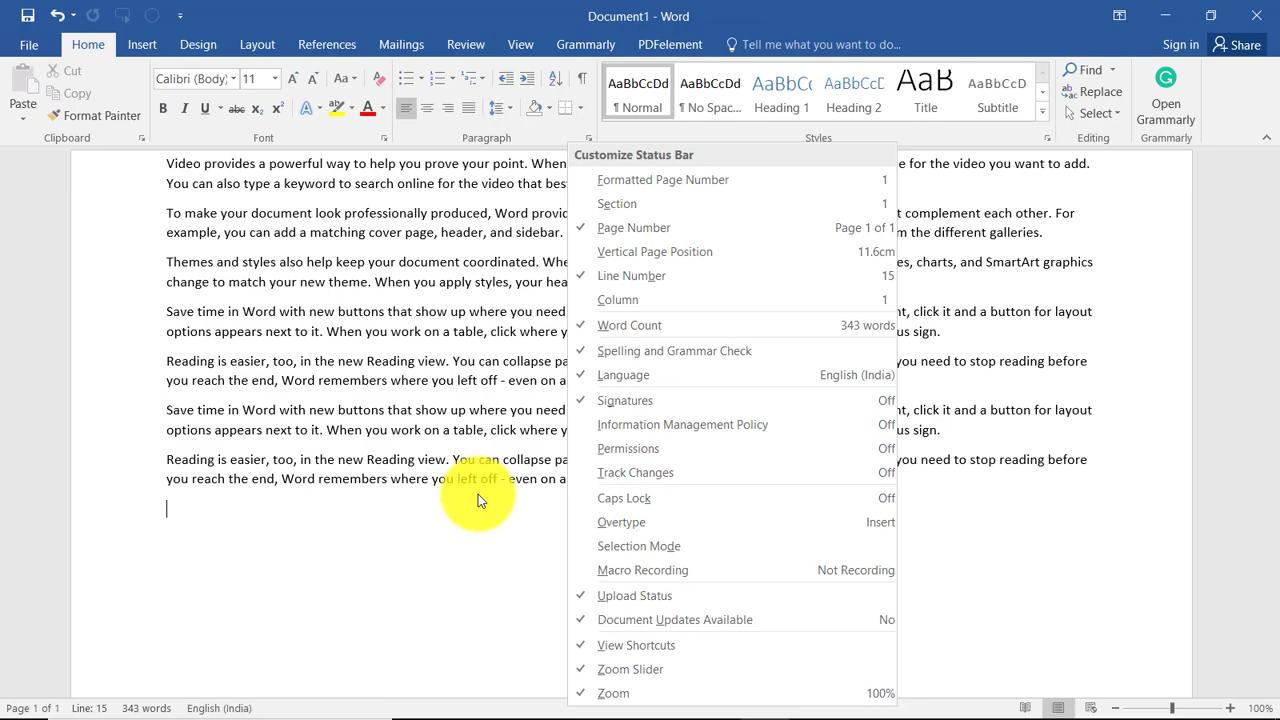 Document1 - Word
File Home Insert Design Layout References Mailings Review View Grammarly PDFelement Tell me what you want to do... Sign in Share
Paste
Cut
Copy
Format Painter
Clipboard
Calibri (Body) 11 Aa
B I U abc x₂ x² A A
Font
Paragraph
AaBbCcDd
¶ Normal
AaBbCcDd
¶ No Spac...
AaBbCc
Heading 1
AaBbCcD
Heading 2
AaB
Title
AaBbCcD
Subtitle
Styles
Find
Replace
Select
Editing
Open
Grammarly
Grammarly
Video provides a powerful way to help you prove your point. When
e for the video you want to add.
You can also type a keyword to search online for the video that bes
To make your document look professionally produced, Word provid
t complement each other. For
example, you can add a matching cover page, header, and sidebar.
m the different galleries.
Themes and styles also help keep your document coordinated. Whe
es, charts, and SmartArt graphics
change to match your new theme. When you apply styles, your hea
Save time in Word with new buttons that show up where you need
nt, click it and a button for layout
options appears next to it. When you work on a table, click where y
us sign.
Reading is easier, too, in the new Reading view. You can collapse pa
you need to stop reading before
you reach the end, Word remembers where you left off - even on a
Save time in Word with new buttons that show up where you need
nt, click it and a button for layout
options appears next to it. When you work on a table, click where y
us sign.
Reading is easier, too, in the new Reading view. You can collapse pa
you need to stop reading before
you reach the end, Word remembers where you left off - even on a
Customize Status Bar
Formatted Page Number 1
Section 1
Page Number Page 1 of 1
Vertical Page Position 11.6cm
Line Number 15
Column 1
Word Count 343 words
Spelling and Grammar Check
Language English (India)
Signatures Off
Information Management Policy Off
Permissions Off
Track Changes Off
Caps Lock Off
Overtype Insert
Selection Mode
Macro Recording Not Recording
Upload Status
Document Updates Available No
View Shortcuts
Zoom Slider
Zoom 100%
Page 1 of 1 Line: 15 343 words English (India) 100%